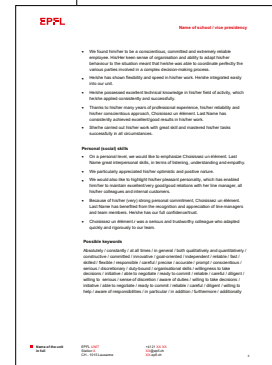 EPFL
Name of school / vice presidency
• We found him/her to be a conscientious, committed and extremely reliable
employee. His/Her keen sense of organisation and ability to adapt his/her
behaviour to the situation meant that he/she was able to coordinate perfectly the
various parties involved in a complex decision-making process.
• He/she has shown flexibility and speed in his/her work. He/she integrated easily
into our unit.
• He/she possessed excellent technical knowledge in his/her field of activity, which
he/she applied consistently and successfully.
• Thanks to his/her many years of professional experience, his/her reliability and
his/her conscientious approach, Choisissez un élément. Last Name has
consistently achieved excellent/good results in his/her work.
• She/he carried out his/her work with great skill and mastered his/her tasks
successfully in all circumstances.
Personal (social) skills
• On a personal level, we would like to emphasize Choisissez un élément. Last
Name great interpersonal skills, in terms of listening, understanding and empathy.
• We particularly appreciated his/her optimistic and positive nature.
• We would also like to highlight his/her pleasant personality, which has enabled
him/her to maintain excellent/very good/good relations with her line manager, all
his/her colleagues and internal customers.
• Because of his/her (very) strong personal commitment, Choisissez un élément.
Last Name has benefited from the recognition and appreciation of line managers
and team members. He/she has our full confidence/trust.
• Choisissez un élément / was a serious and trustworthy colleague who adapted
quickly and rigorously to our team.
Possible keywords
Absolutely / constantly / at all times / in general / both qualitatively and quantitatively /
constructive / committed / innovative / goal-oriented / independent / reliable / fast /
skilled / flexible / responsible / careful / precise / accurate / prompt / conscientious /
serious / discretionary / duty-bound / organisational skills / willingness to take
decisions / initiative / able to negotiate / ready to commit / reliable / careful / diligent /
willing to serious / sense of discretion / aware of duties / willing to take decisions /
initiative / able to negotiate / ready to commit / reliable / careful / diligent / willing to
help / aware of responsibilities / in particular / in addition / furthermore / additionally
Name of the unit
in full
EPFL
CH - 1015 Lausanne